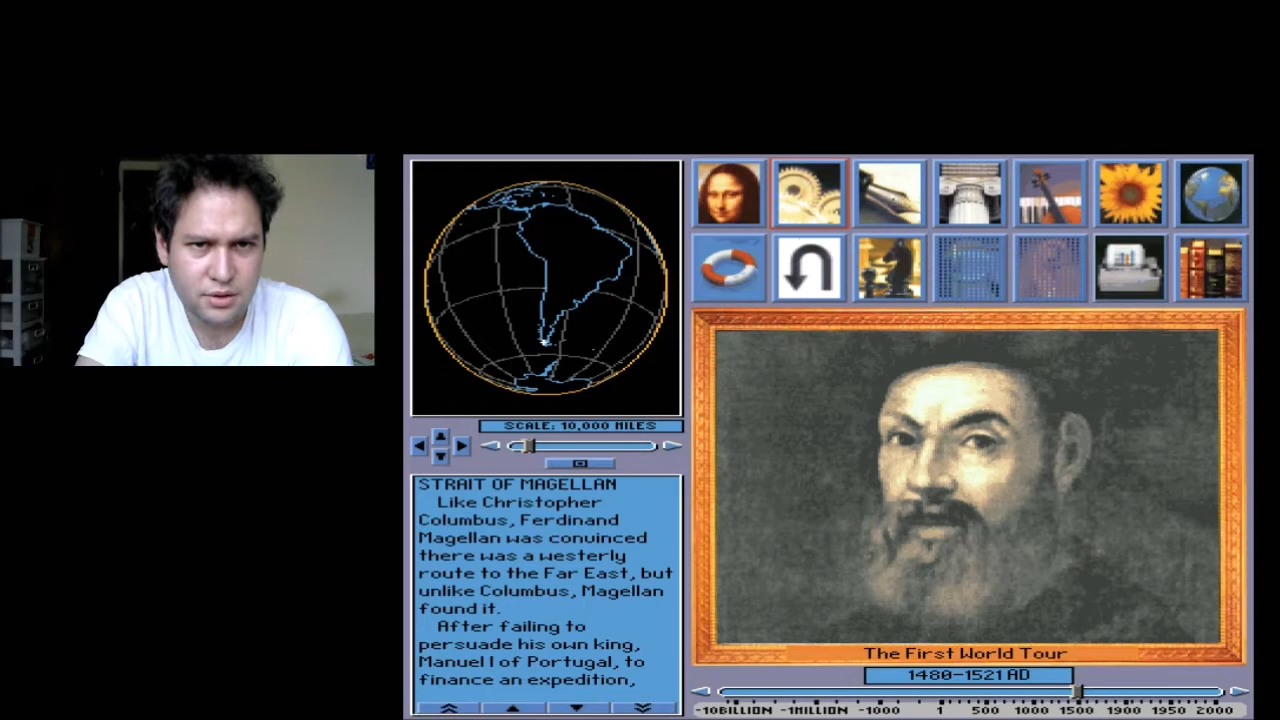 SCALE: 10,000 MILES
STRAIT OF MAGELLAN
Like Christopher
Columbus, Ferdinand
Magellan was convinced
there was a westerly
route to the Far East, but
unlike Columbus, Magellan
found it.
After failing to
persuade his own king,
Manuel I of Portugal, to
finance an expedition,
The First World Tour
1480-1521 AD
-10BILLION -1MILLION -1000 1 500 1000 1500 1900 1950 2000